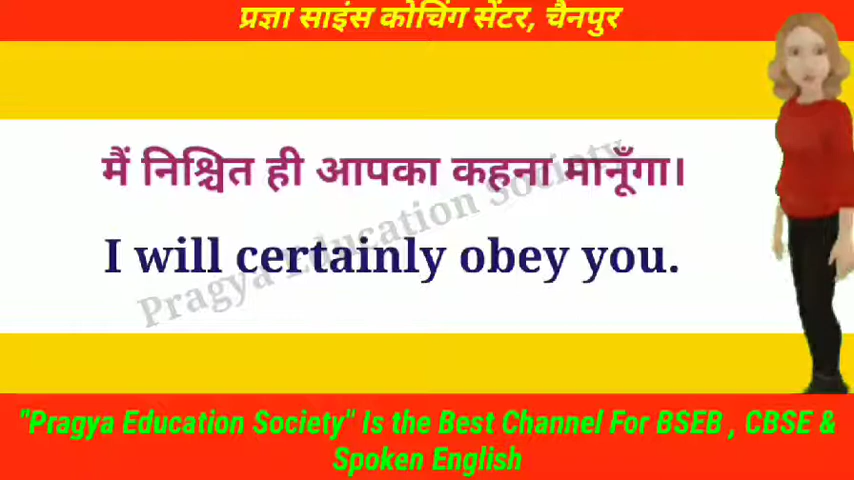 प्रज्ञा साइंस कोचिंग सेंटर, चैनपुर
मैं निश्चित ही आपका कहना मानूँगा।
I will certainly obey you.
Pragya Education Society
"Pragya Education Society" Is the Best Channel For BSEB , CBSE &
Spoken English